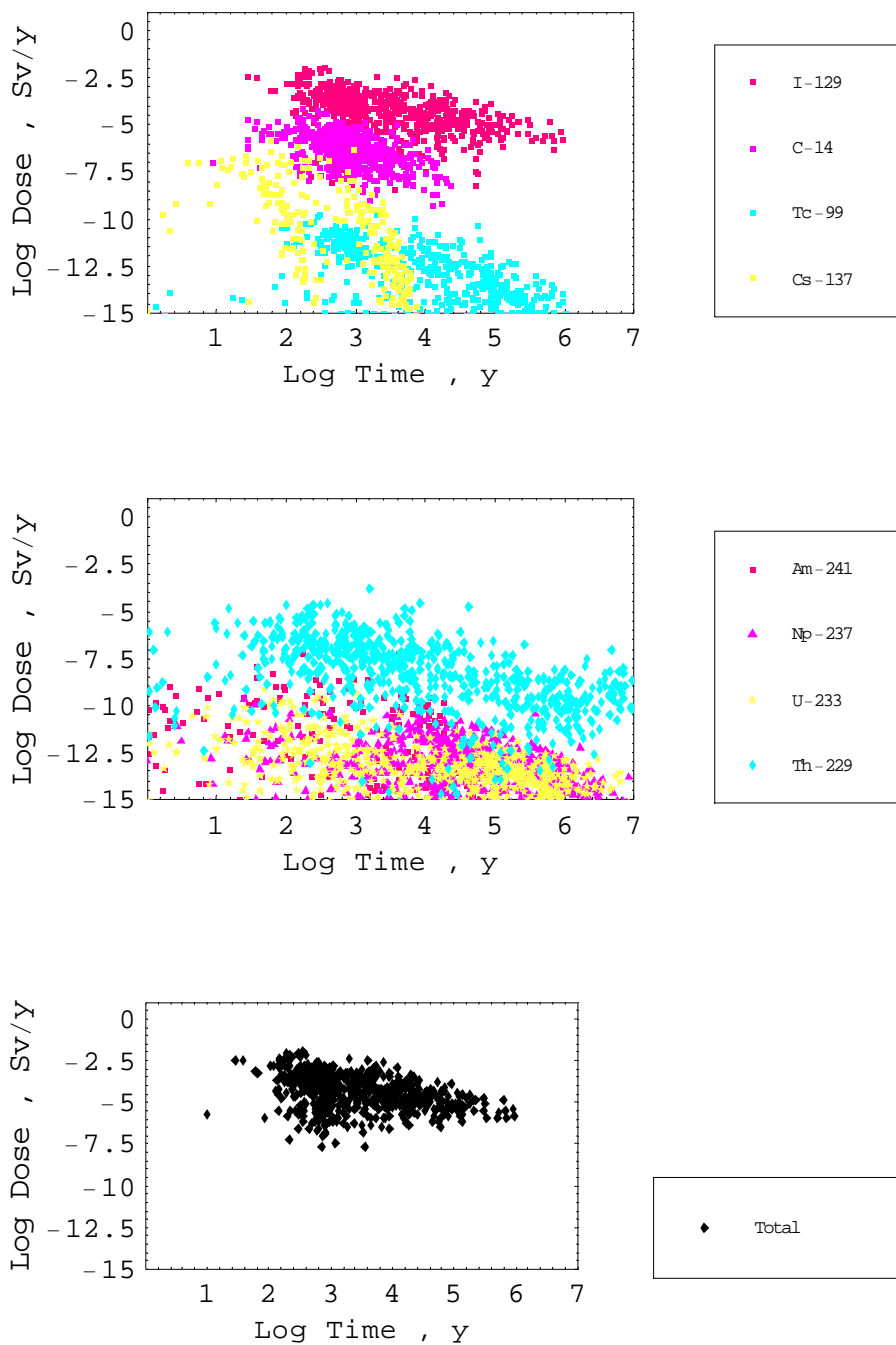 0
-2.5
-5
-7.5
-10
-12.5
-15
Log Dose , Sv/y
1 2 3 4 5 6 7
Log Time , y
I-129
C-14
Tc-99
Cs-137
0
-2.5
-5
-7.5
-10
-12.5
-15
Log Dose , Sv/y
1 2 3 4 5 6 7
Log Time , y
Am-241
Np-237
U-233
Th-229
0
-2.5
-5
-7.5
-10
-12.5
-15
Log Dose , Sv/y
1 2 3 4 5 6 7
Log Time , y
Total